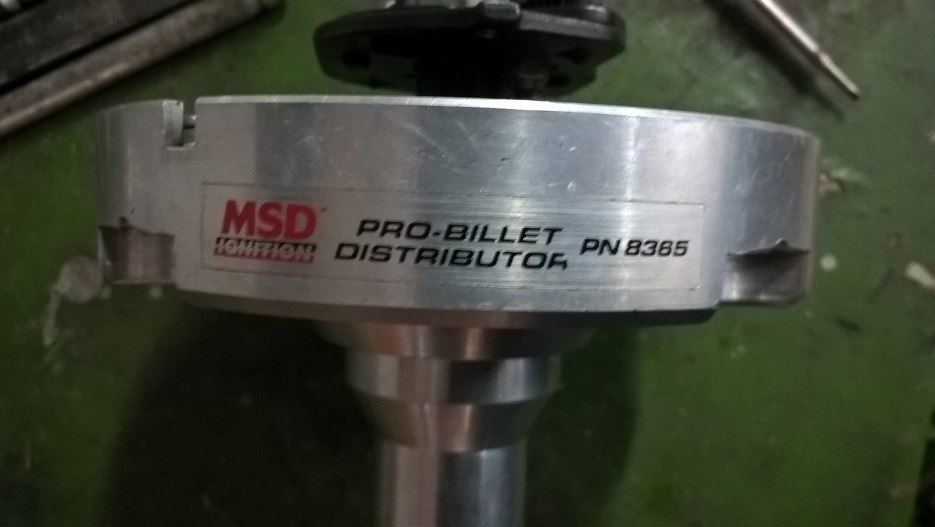 MSD
IGNITION
PRO-BILLET
DISTRIBUTOR
PN 8365